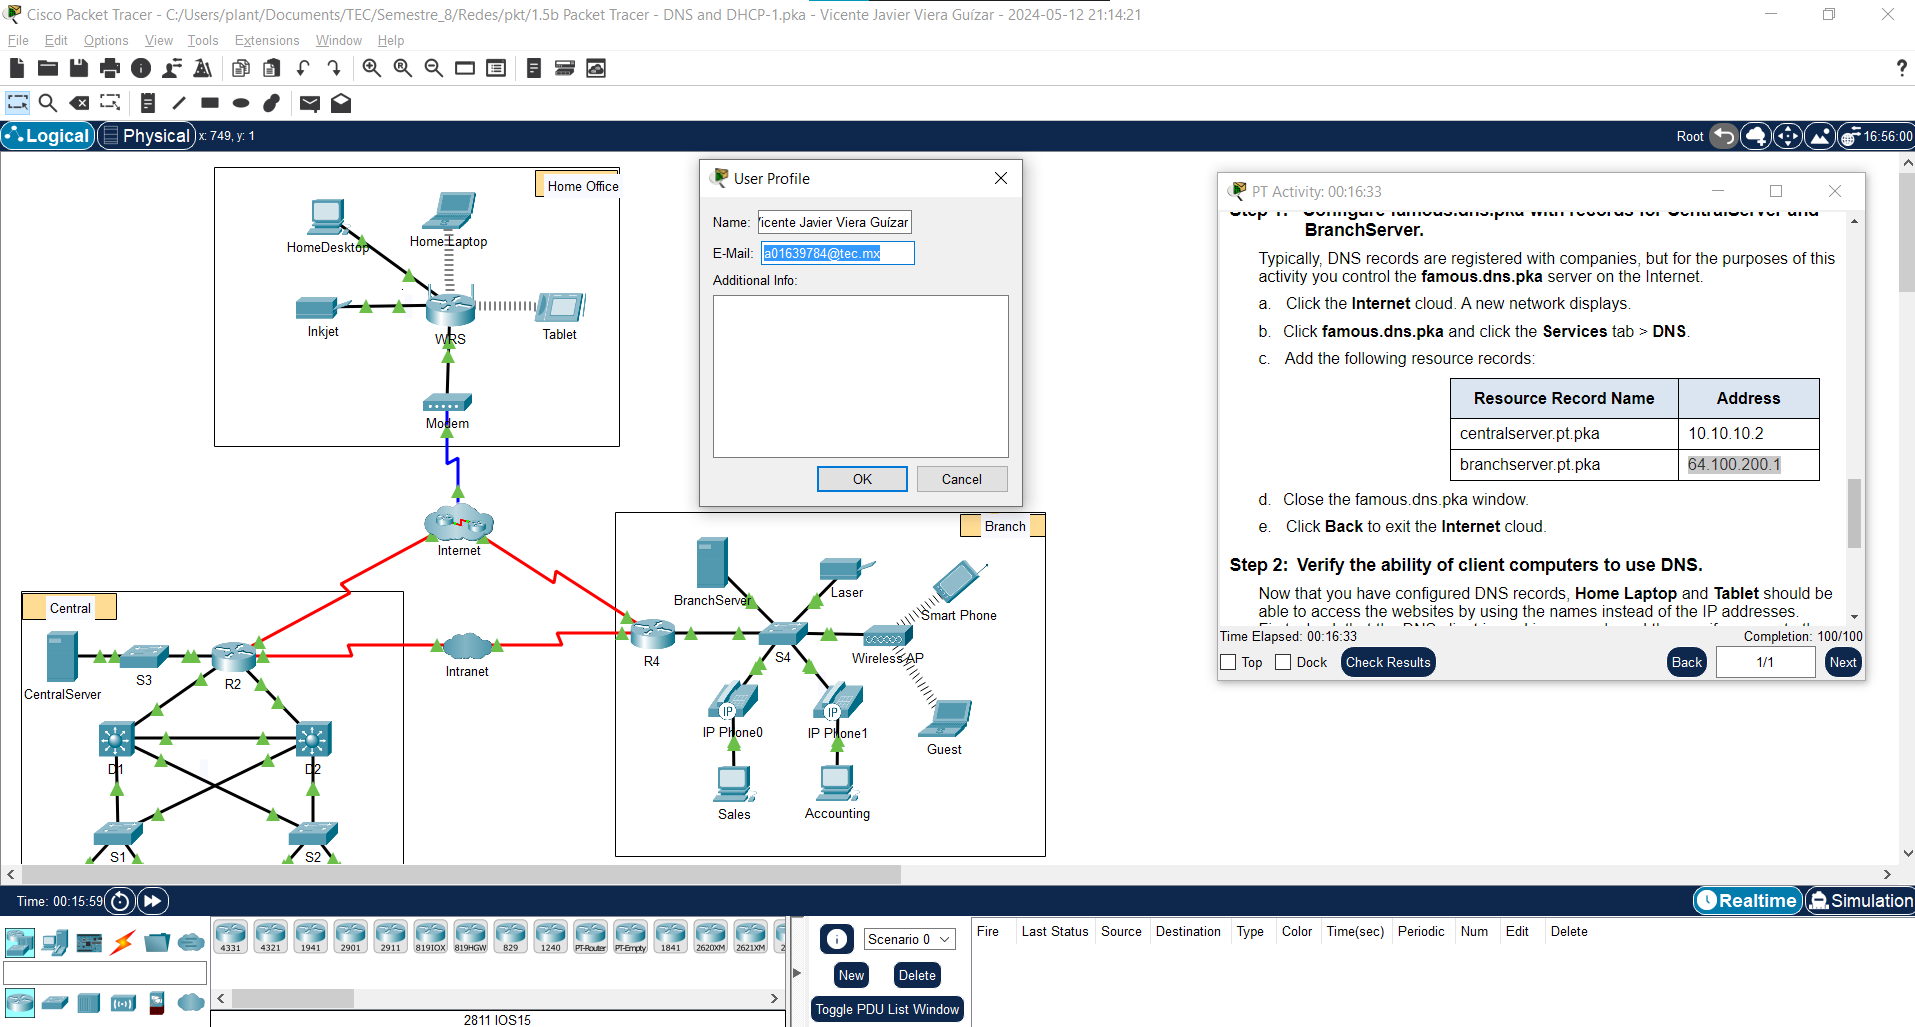 Cisco Packet Tracer - C:/Users/plant/Documents/TEC/Semestre_8/Redes/pkt/1.5b Packet Tracer - DNS and DHCP-1.pka - Vicente Javier Viera Guízar - 2024-05-12 21:14:21
File Edit Options View Tools Extensions Window Help
?
Logical Physical x: 749, y: 1
Root 16:56:00
Home Office
HomeDesktop
Home Laptop
Inkjet
WRS
Tablet
Modem
Internet
Central
CentralServer
S3
R2
D1
D2
S1
S2
Intranet
Branch
BranchServer
Laser
Smart Phone
R4
S4
Wireless AP
IP
IP Phone0
IP
IP Phone1
Guest
Sales
Accounting
User Profile
Name: Vicente Javier Viera Guízar
E-Mail: a01639784@tec.mx
Additional Info:
OK Cancel
PT Activity: 00:16:33
Step 1: Configure famous.dns.pka with records for CentralServer and
BranchServer.
Typically, DNS records are registered with companies, but for the purposes of this
activity you control the famous.dns.pka server on the Internet.
a. Click the Internet cloud. A new network displays.
b. Click famous.dns.pka and click the Services tab > DNS.
c. Add the following resource records:
Resource Record Name Address
centralserver.pt.pka 10.10.10.2
branchserver.pt.pka 64.100.200.1
d. Close the famous.dns.pka window.
e. Click Back to exit the Internet cloud.
Step 2: Verify the ability of client computers to use DNS.
Now that you have configured DNS records, Home Laptop and Tablet should be
able to access the websites by using the names instead of the IP addresses.
Time Elapsed: 00:16:33 Completion: 100/100
Top Dock Check Results Back 1/1 Next
Time: 00:15:59
Realtime Simulation
4331 4321 1941 2901 2911 819IOX 819HGW 829 1240 PT-Router PT-Empty 1841 2620XM 2621XM 2
2811 IOS15
Scenario 0
New Delete
Toggle PDU List Window
Fire Last Status Source Destination Type Color Time(sec) Periodic Num Edit Delete